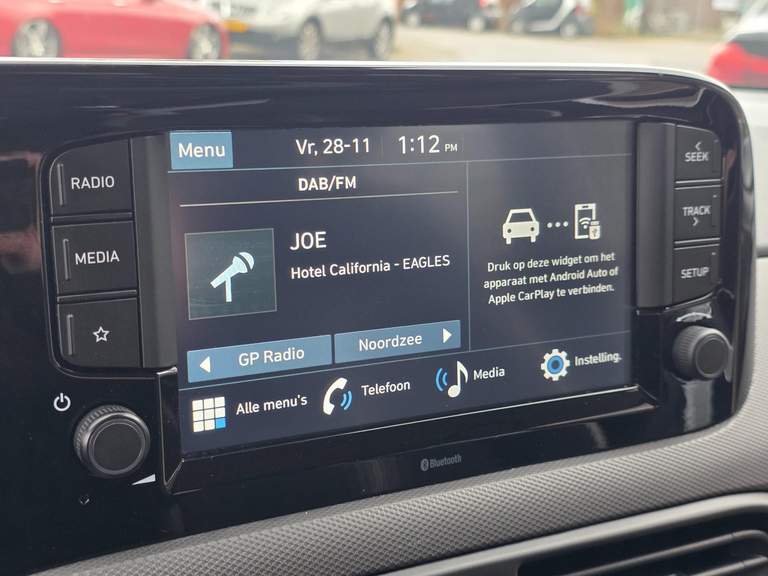 Menu
Vr, 28-11
1:12 PM
DAB/FM
JOE
Hotel California - EAGLES
GP Radio
Noordzee
Druk op deze widget om het
apparaat met Android Auto of
Apple CarPlay te verbinden.
Alle menu's
Telefoon
Media
Instelling.
RADIO
MEDIA
SEEK
TRACK
SETUP
Bluetooth